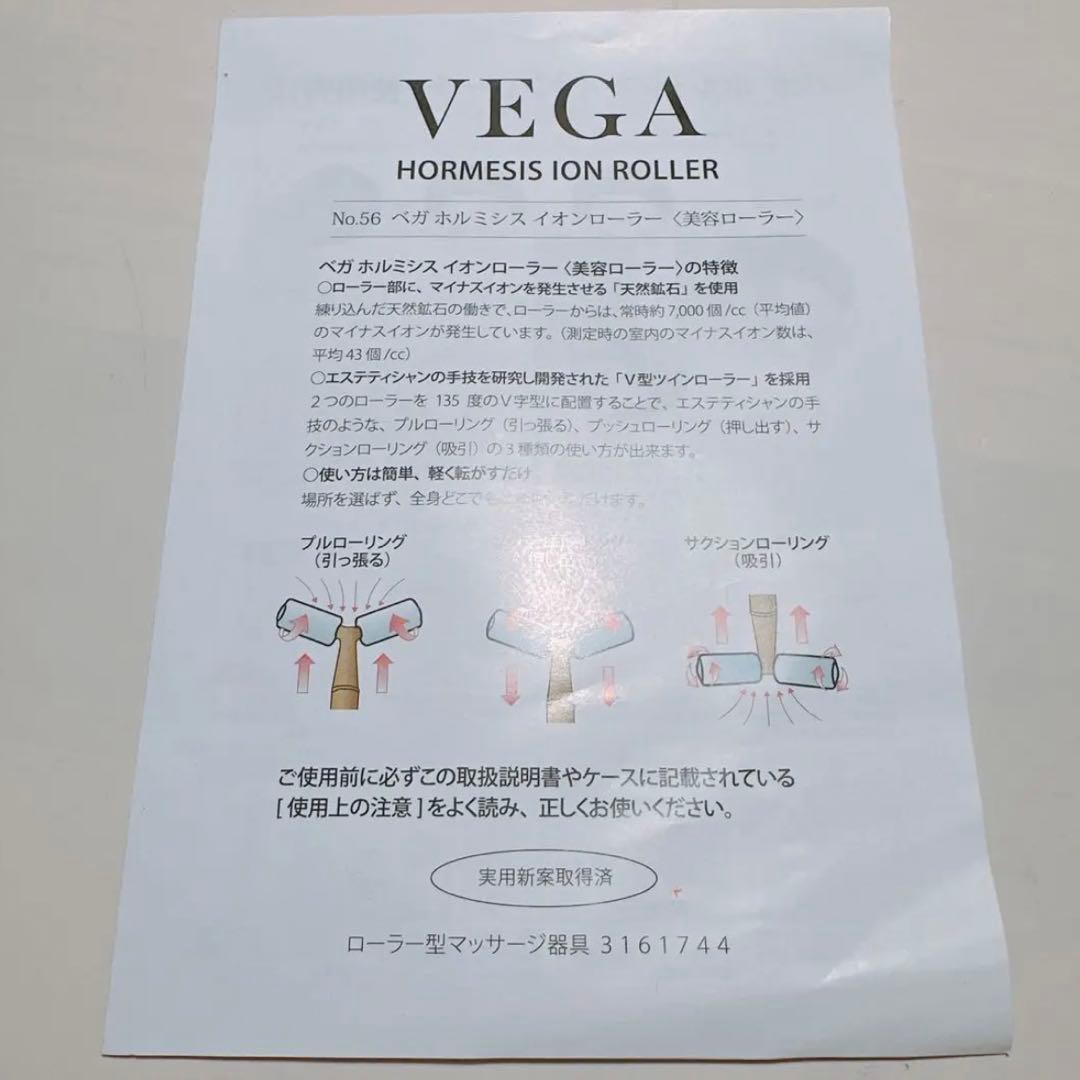 VEGA
HORMESIS ION ROLLER
No.56 ベガ ホルミシス イオンローラー〈美容ローラー〉
ベガ ホルミシス イオンローラー〈美容ローラー〉の特徴
○ローラー部に、マイナスイオンを発生させる「天然鉱石」を使用
練り込んだ天然鉱石の働きで、ローラーからは、常時約7,000個/cc（平均値）
のマイナスイオンが発生しています。（測定時の室内のマイナスイオン数は、
平均43個/cc）
○エステティシャンの手技を研究し開発された「V型ツインローラー」を採用
2つのローラーを 135 度のV字型に配置することで、エステティシャンの手
技のような、プルローリング（引っ張る）、プッシュローリング（押し出す）、サ
クションローリング（吸引）の3種類の使い方が出来ます。
○使い方は簡単、軽く転がすだけ
場所を選ばず、全身どこでも だけます。
プルローリング
（引っ張る）
サクションローリング
（吸引）
ご使用前に必ずこの取扱説明書やケースに記載されている
[使用上の注意]をよく読み、正しくお使いください。
実用新案取得済
ローラー型マッサージ器具 3161744